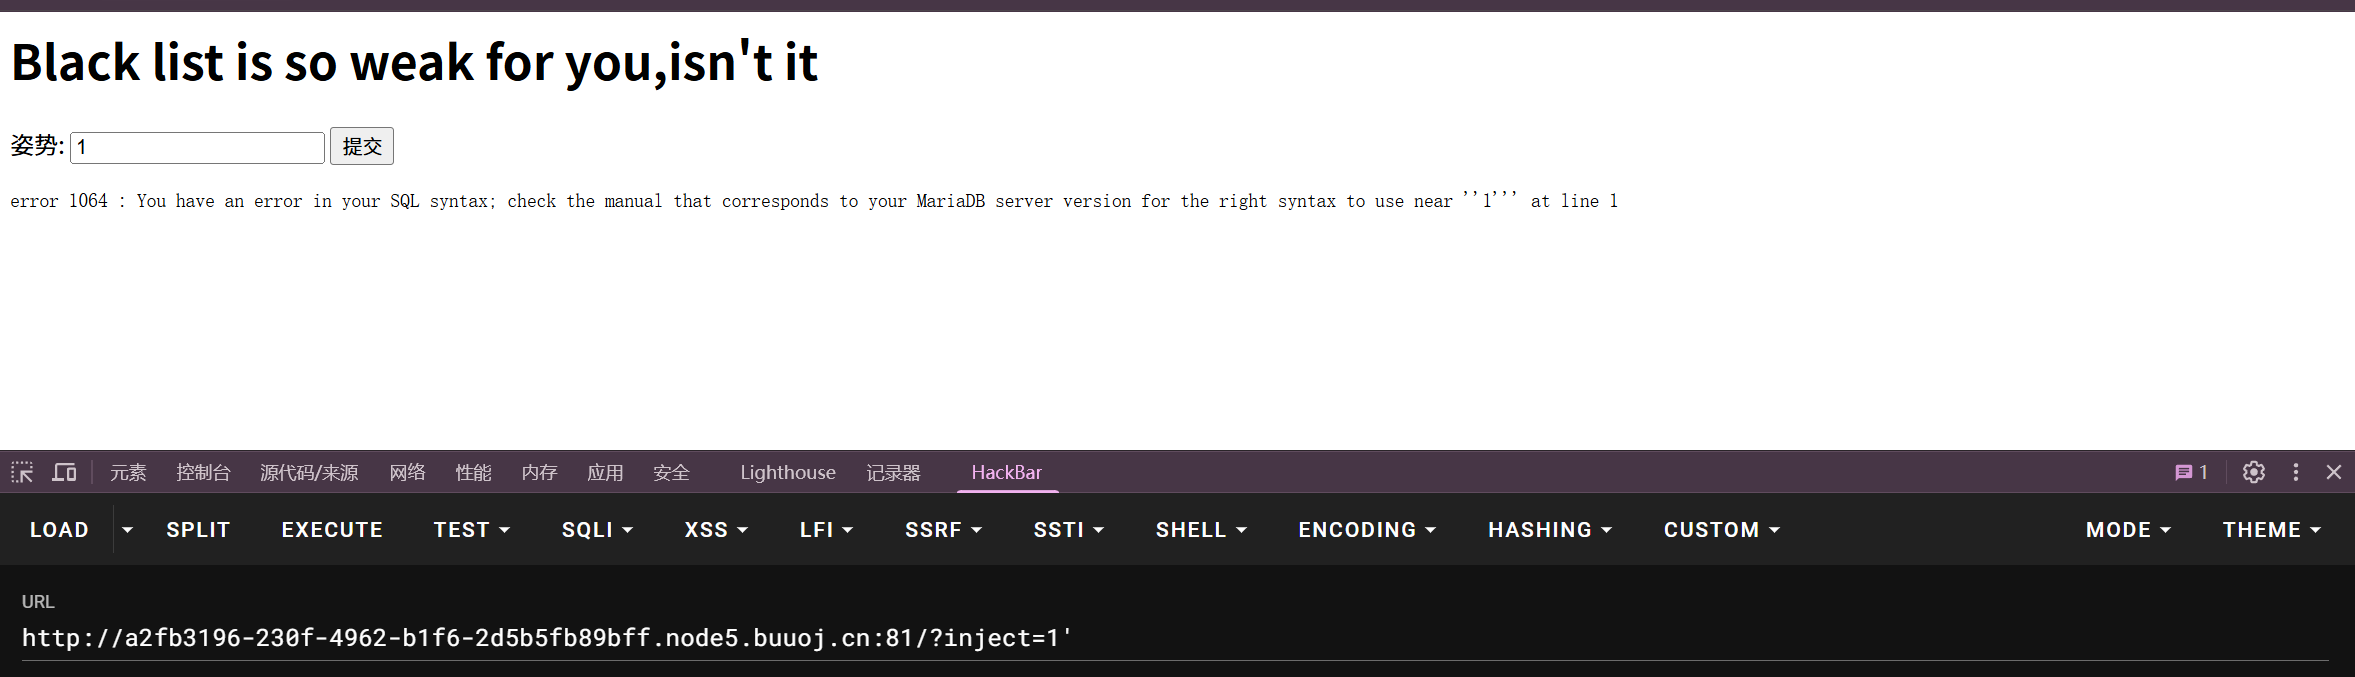 Black list is so weak for you,isn't it
姿势: 1 提交
error 1064 : You have an error in your SQL syntax; check the manual that corresponds to your MariaDB server version for the right syntax to use near ''1''' at line 1
元素 控制台 源代码/来源 网络 性能 内存 应用 安全 Lighthouse 记录器 HackBar 1
LOAD SPLIT EXECUTE TEST SQLI XSS LFI SSRF SSTI SHELL ENCODING HASHING CUSTOM MODE THEME
URL
http://a2fb3196-230f-4962-b1f6-2d5b5fb89bff.node5.buuoj.cn:81/?inject=1'